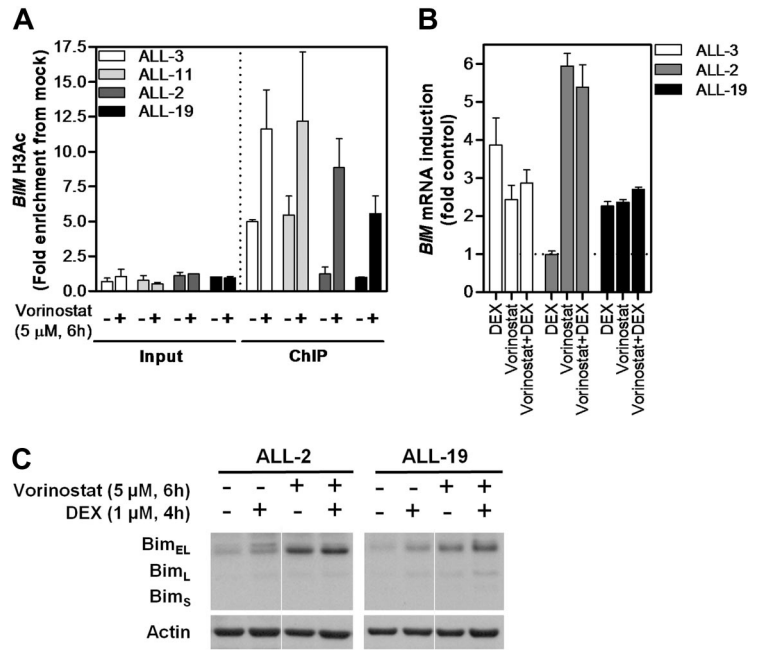 A
BIM H3Ac
(Fold enrichment from mock)
17.5
15.0
12.5
10.0
7.5
5.0
2.5
0.0
ALL-3
ALL-11
ALL-2
ALL-19
Vorinostat
(5 μM, 6h)
- + - + - + - + - + - + - + - +
Input ChIP
B
BIM mRNA induction
(fold control)
6
5
4
3
2
1
0
ALL-3
ALL-2
ALL-19
DEX
Vorinostat
Vorinostat+DEX
DEX
Vorinostat
Vorinostat+DEX
DEX
Vorinostat
Vorinostat+DEX
C
ALL-2 ALL-19
Vorinostat (5 μM, 6h) - - + + - - + +
DEX (1 μM, 4h) - + - + - + - +
BimEL
BimL
BimS
Actin